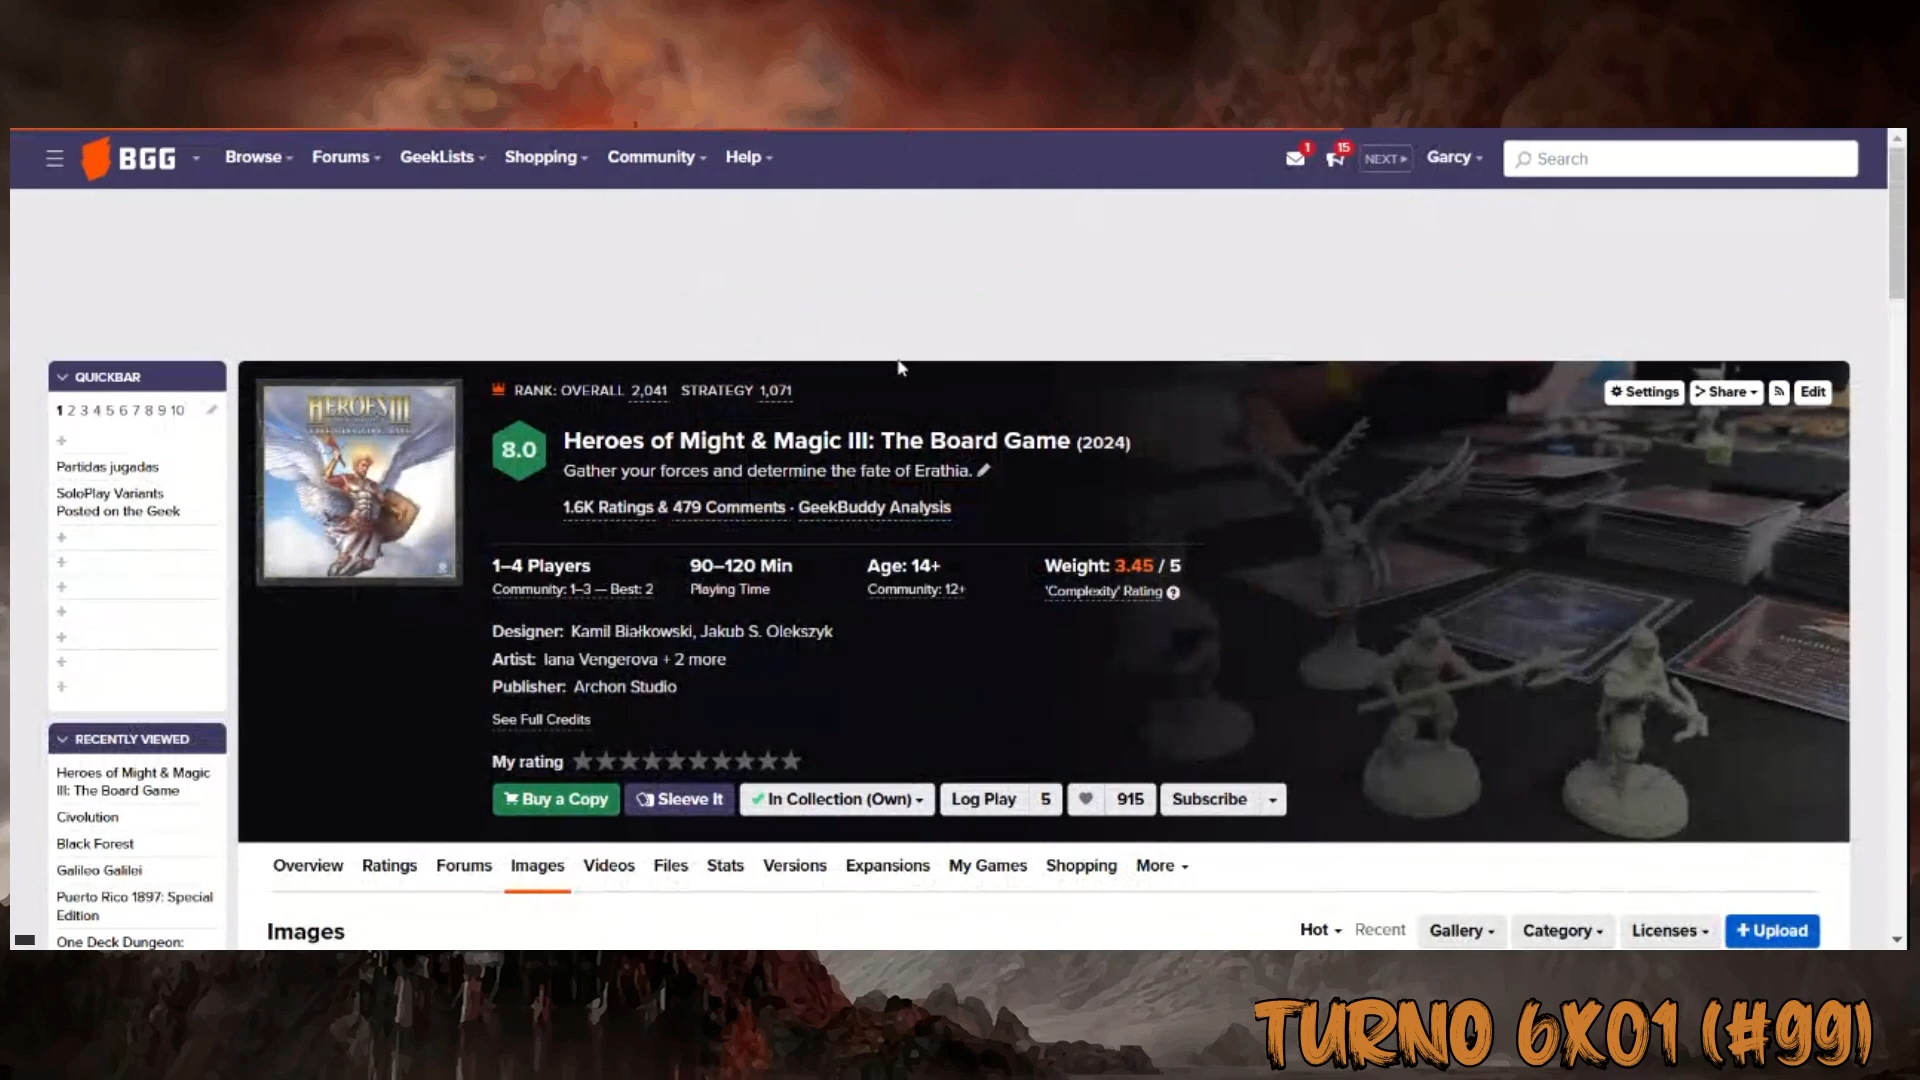 BGG
Browse
Forums
GeekLists
Shopping
Community
Help
1
15
NEXT
Garcy
Search
QUICKBAR
1 2 3 4 5 6 7 8 9 10
Partidas jugadas
SoloPlay Variants
Posted on the Geek
RECENTLY VIEWED
Heroes of Might & Magic
III: The Board Game
Civolution
Black Forest
Galileo Galilei
Puerto Rico 1897: Special
Edition
One Deck Dungeon:
HEROES III
RANK: OVERALL 2,041 STRATEGY 1,071
Settings
Share
Edit
8.0
Heroes of Might & Magic III: The Board Game (2024)
Gather your forces and determine the fate of Erathia.
1.6K Ratings & 479 Comments · GeekBuddy Analysis
1–4 Players
Community: 1–3 — Best: 2
90–120 Min
Playing Time
Age: 14+
Community: 12+
Weight: 3.45 / 5
'Complexity' Rating
Designer: Kamil Białkowski, Jakub S. Olekszyk
Artist: Iana Vengerova + 2 more
Publisher: Archon Studio
See Full Credits
My rating
Buy a Copy
Sleeve It
In Collection (Own)
Log Play 5
915
Subscribe
Overview
Ratings
Forums
Images
Videos
Files
Stats
Versions
Expansions
My Games
Shopping
More
Images
Hot
Recent
Gallery
Category
Licenses
+ Upload
TURNO 6X01 (#99)